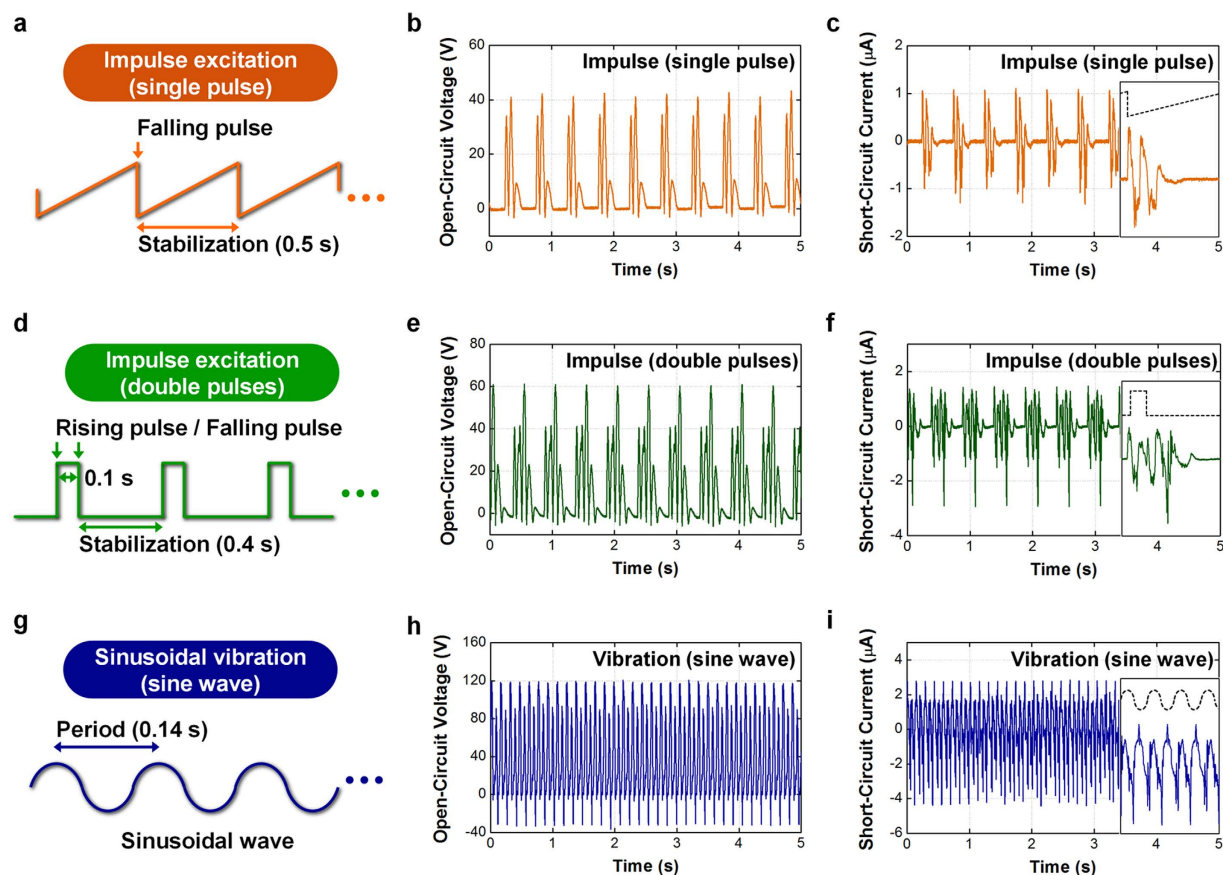 a
Impulse excitation
(single pulse)
Falling pulse
Stabilization (0.5 s)
b
Open-Circuit Voltage (V)
60
40
20
0
Impulse (single pulse)
0 1 2 3 4 5
Time (s)
c
Short-Circuit Current (μA)
2
1
0
-1
-2
Impulse (single pulse)
0 1 2 3 4 5
Time (s)
d
Impulse excitation
(double pulses)
Rising pulse / Falling pulse
0.1 s
Stabilization (0.4 s)
e
Open-Circuit Voltage (V)
80
60
40
20
0
Impulse (double pulses)
0 1 2 3 4 5
Time (s)
f
Short-Circuit Current (μA)
2
0
-2
-4
Impulse (double pulses)
0 1 2 3 4 5
Time (s)
g
Sinusoidal vibration
(sine wave)
Period (0.14 s)
Sinusoidal wave
h
Open-Circuit Voltage (V)
160
120
80
40
0
-40
Vibration (sine wave)
0 1 2 3 4 5
Time (s)
i
Short-Circuit Current (μA)
4
2
0
-2
-4
-6
Vibration (sine wave)
0 1 2 3 4 5
Time (s)